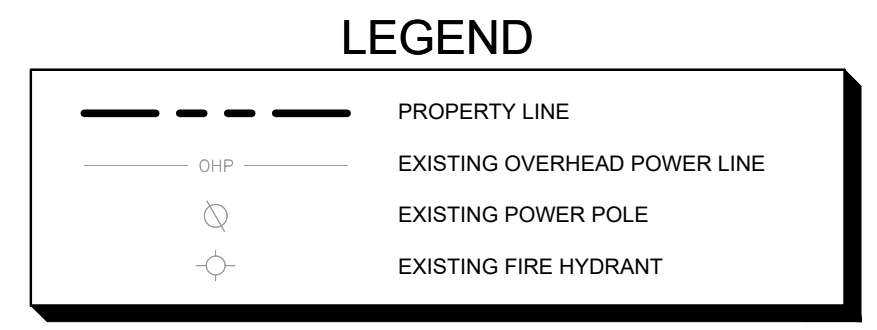 LEGEND
PROPERTY LINE
OHP EXISTING OVERHEAD POWER LINE
EXISTING POWER POLE
EXISTING FIRE HYDRANT